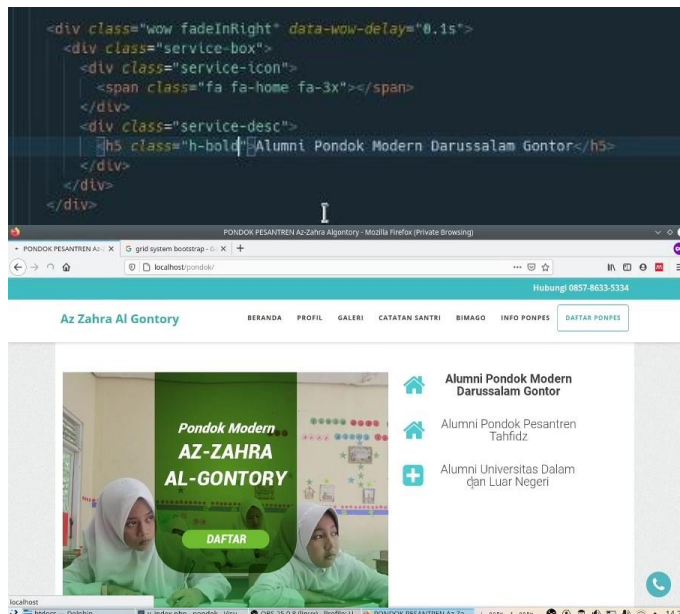 <div class="wow fadeInRight" data-wow-delay="0.1s">
<div class="service-box">
<div class="service-icon">
<span class="fa fa-home fa-3x"></span>
</div>
<div class="service-desc">
<h5 class="h-bold">Alumni Pondok Modern Darussalam Gontor</h5>
</div>
</div>
</div>
PONDOK PESANTREN Az-Zahra Algontory - Mozilla Firefox (Private Browsing)
PONDOK PESANTREN Az-
grid system bootstrap - G
localhost/pondok/
Hubungi 0857-8633-5334
Az Zahra Al Gontory
BERANDA PROFIL GALERI CATATAN SANTRI BIMAGO INFO PONPES DAFTAR PONPES
Pondok Modern
AZ-ZAHRA
AL-GONTORY
DAFTAR
Alumni Pondok Modern
Darussalam Gontor
Alumni Pondok Pesantren
Tahfidz
Alumni Universitas Dalam
dan Luar Negeri
localhost